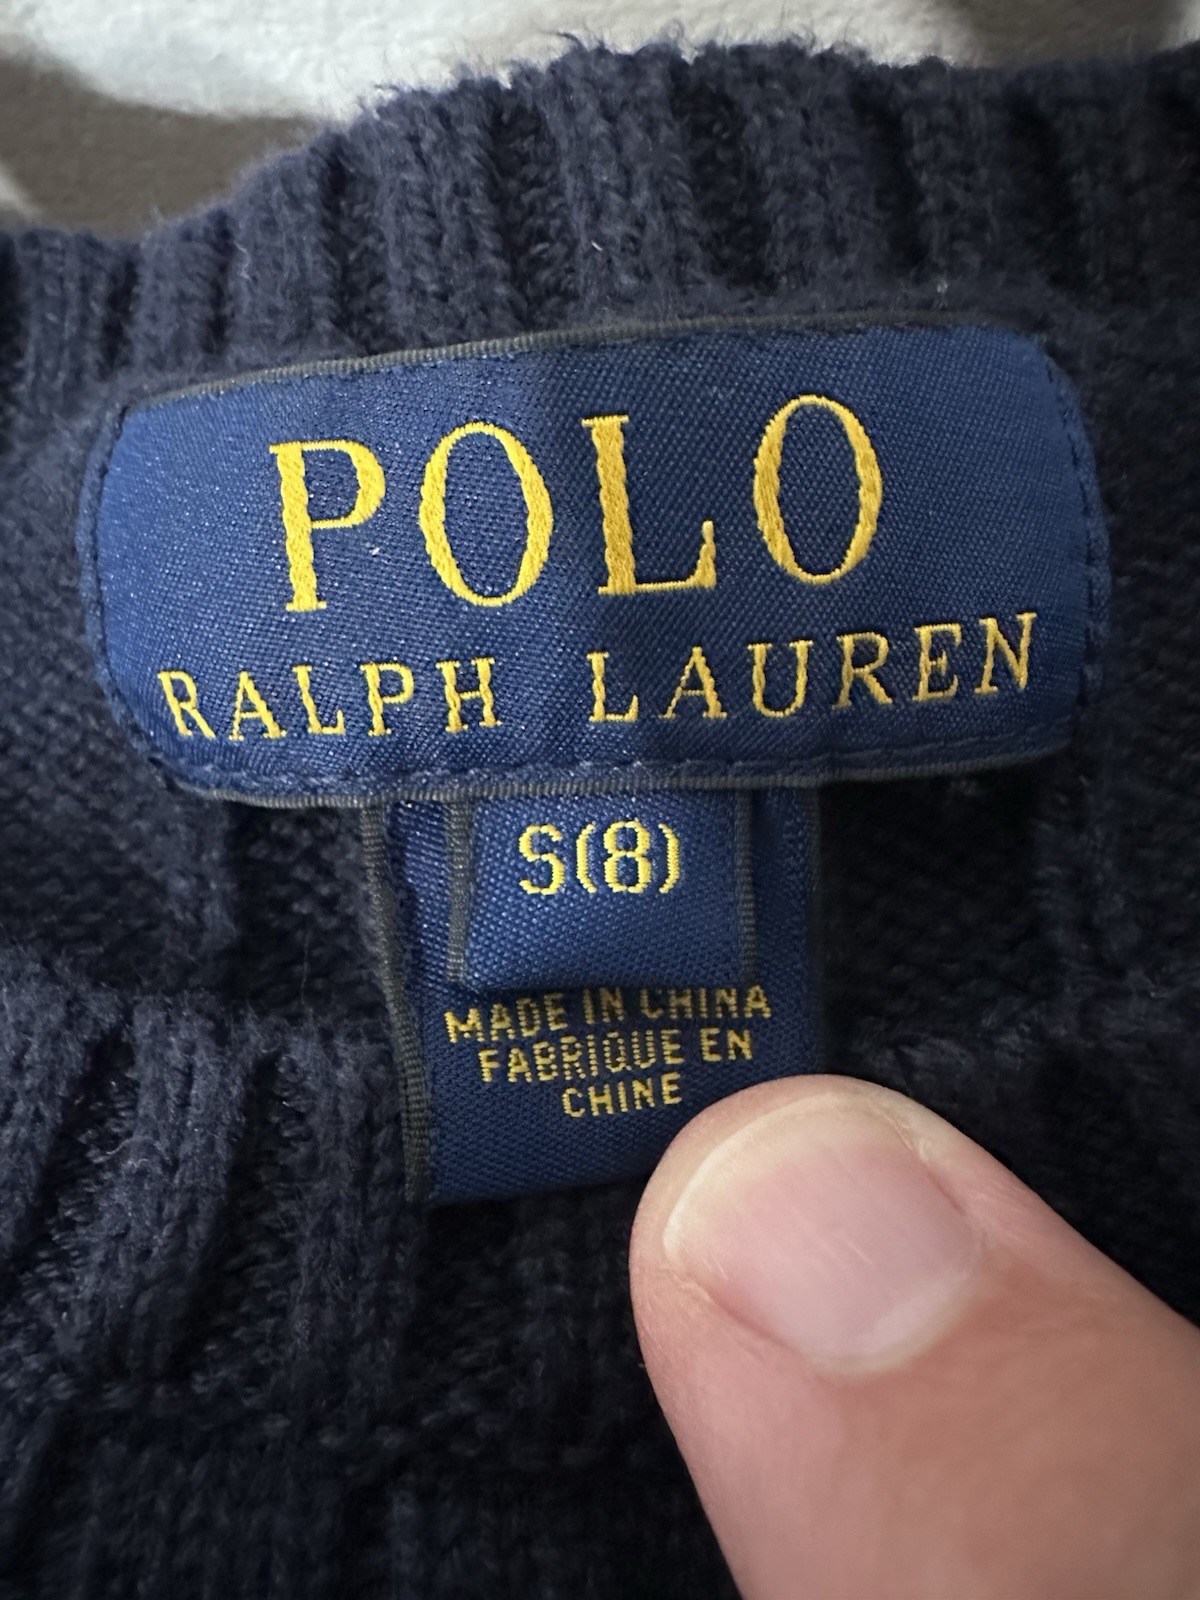 POLO
RALPH LAUREN
S(8)
MADE IN CHINA
FABRIQUE EN
CHINE